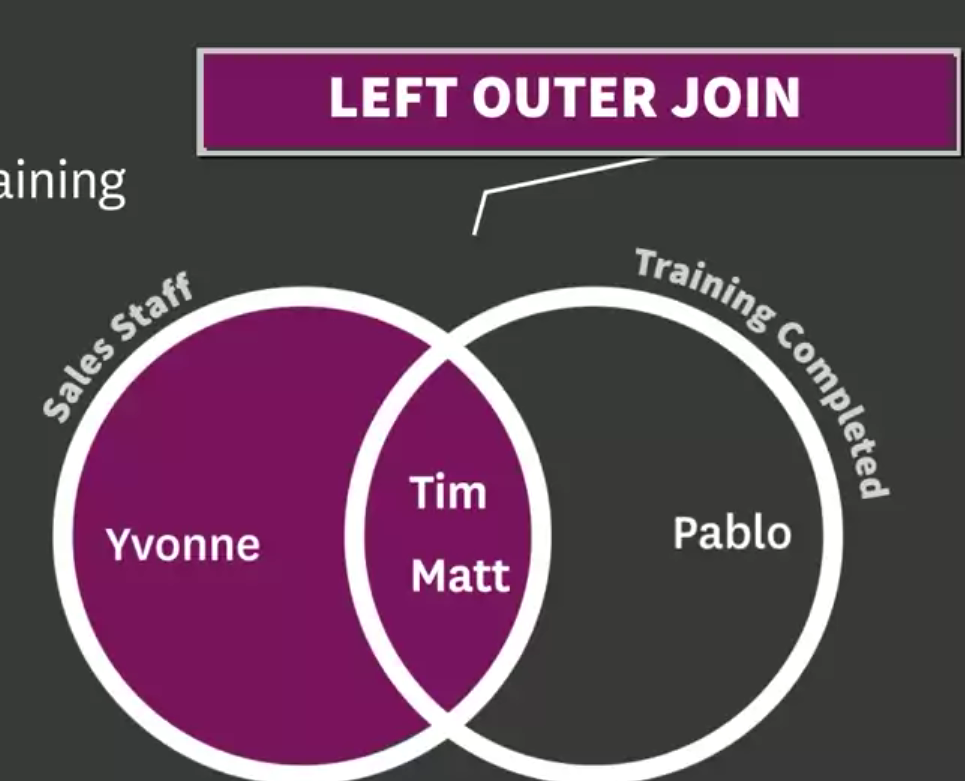 LEFT OUTER JOIN
aining
Sales Staff
Training Completed
Yvonne
Tim
Matt
Pablo